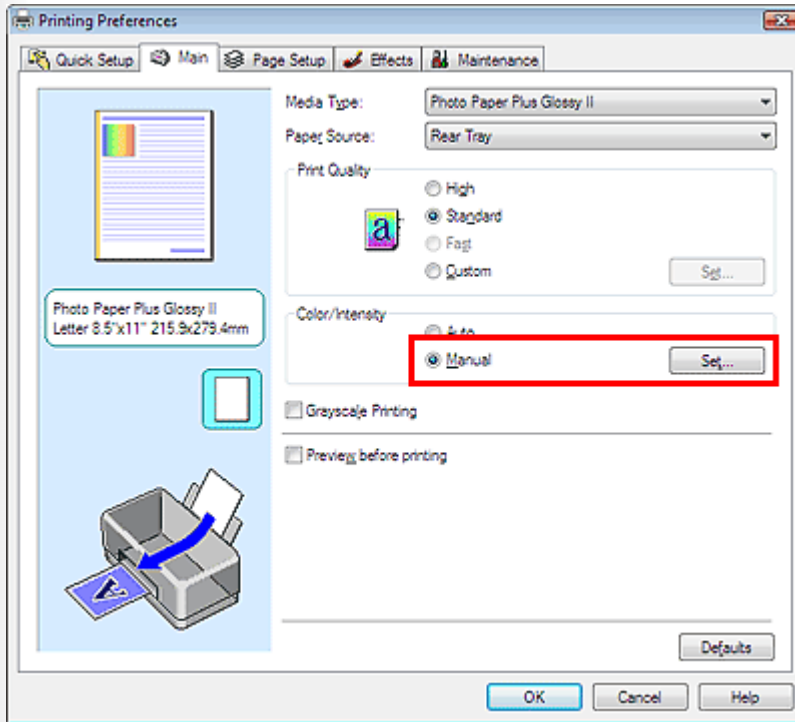 Printing Preferences
Quick Setup Main Page Setup Effects Maintenance
Media Type: Photo Paper Plus Glossy II
Paper Source: Rear Tray
Print Quality
High
a Standard
Fast
Custom Set...
Photo Paper Plus Glossy II
Letter 8.5"x11" 215.9x279.4mm
Color/Intensity
Auto
Manual Set...
Grayscale Printing
Preview before printing
A
Defaults
OK Cancel Help